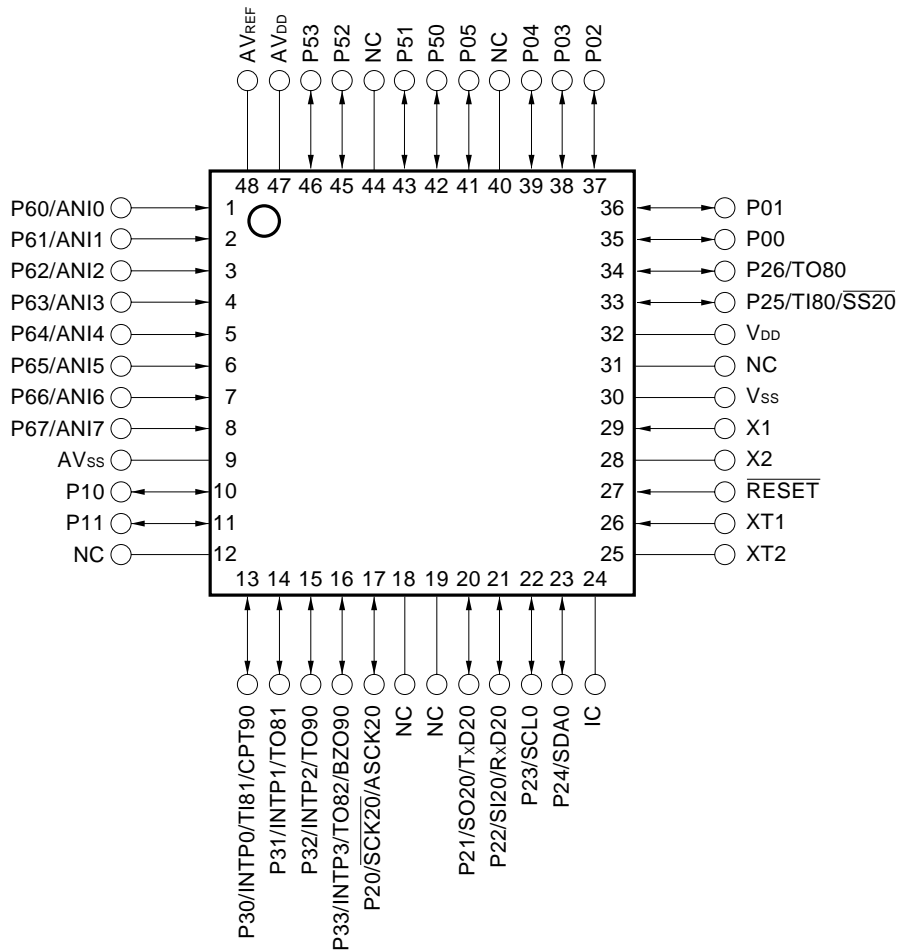 AVREF
AVDD
P53
P52
NC
P51
P50
P05
NC
P04
P03
P02
48 47 46 45 44 43 42 41 40 39 38 37
P60/ANI0 1
P61/ANI1 2
P62/ANI2 3
P63/ANI3 4
P64/ANI4 5
P65/ANI5 6
P66/ANI6 7
P67/ANI7 8
AVSS 9
P10 10
P11 11
NC 12
36 P01
35 P00
34 P26/TO80
33 P25/TI80/SS20
32 VDD
31 NC
30 VSS
29 X1
28 X2
27 RESET
26 XT1
25 XT2
13 14 15 16 17 18 19 20 21 22 23 24
P30/INTP0/TI81/CPT90
P31/INTP1/TO81
P32/INTP2/TO90
P33/INTP3/TO82/BZO90
P20/SCK20/ASCK20
NC
NC
P21/SO20/TxD20
P22/SI20/RxD20
P23/SCL0
P24/SDA0
IC